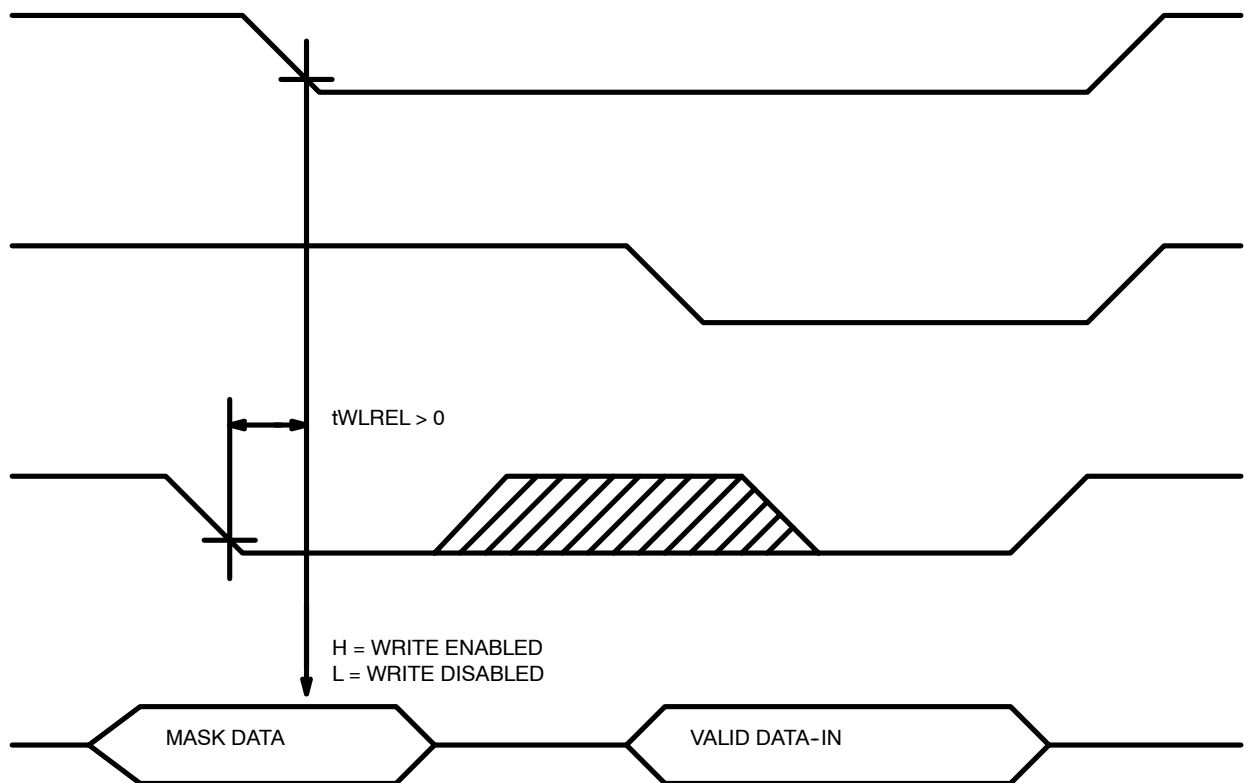 tWLREL > 0
H = WRITE ENABLED
L = WRITE DISABLED
MASK DATA
VALID DATA-IN